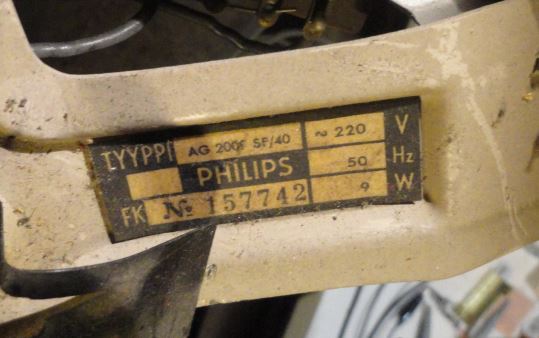 TYYPPI AG 2009 SF/40 ~ 220 V
PHILIPS 50 Hz
FK № 157742 9 W